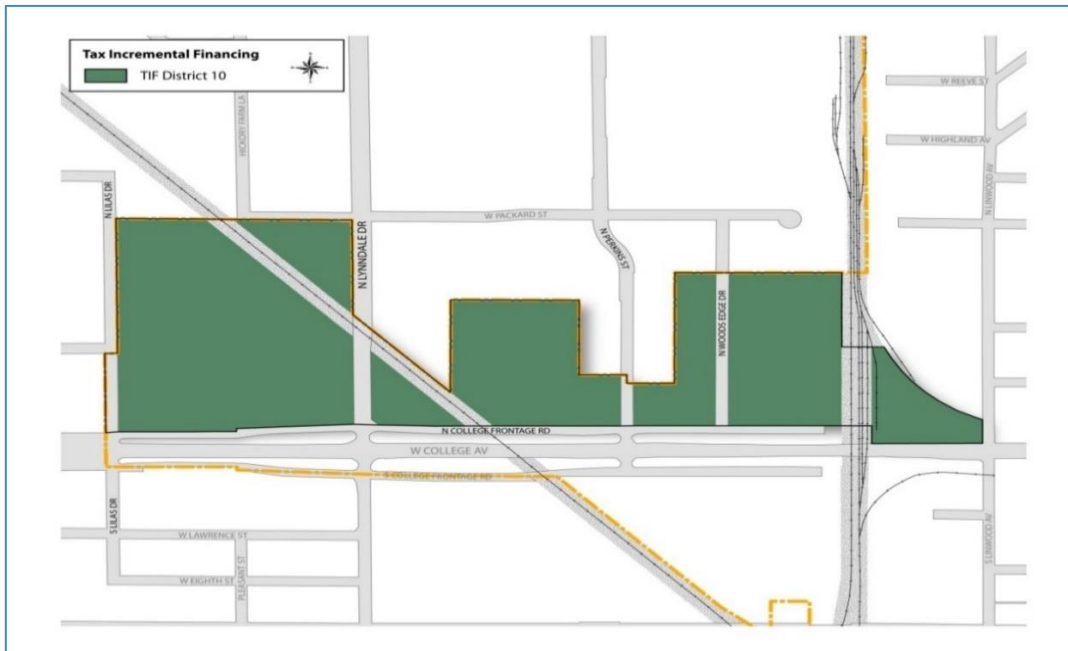 Tax Incremental Financing
TIF District 10
W REEVE ST
HICKORY FARM LA
W HIGHLAND AV
N LILAS DR
N LINWOOD AV
W PACKARD ST
N LYNNDALE DR
N PERKINS ST
N WOODS EDGE DR
N COLLEGE FRONTAGE RD
W COLLEGE AV
S COLLEGE FRONTAGE RD
S LILAS DR
W LAWRENCE ST
S LINWOOD AV
PLEASANT ST
W EIGHTH ST